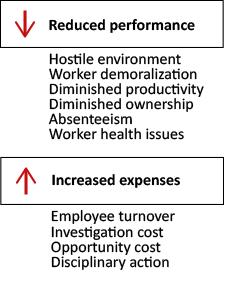 Reduced performance
Hostile environment
Worker demoralization
Diminished productivity
Diminished ownership
Absenteeism
Worker health issues
Increased expenses
Employee turnover
Investigation cost
Opportunity cost
Disciplinary action